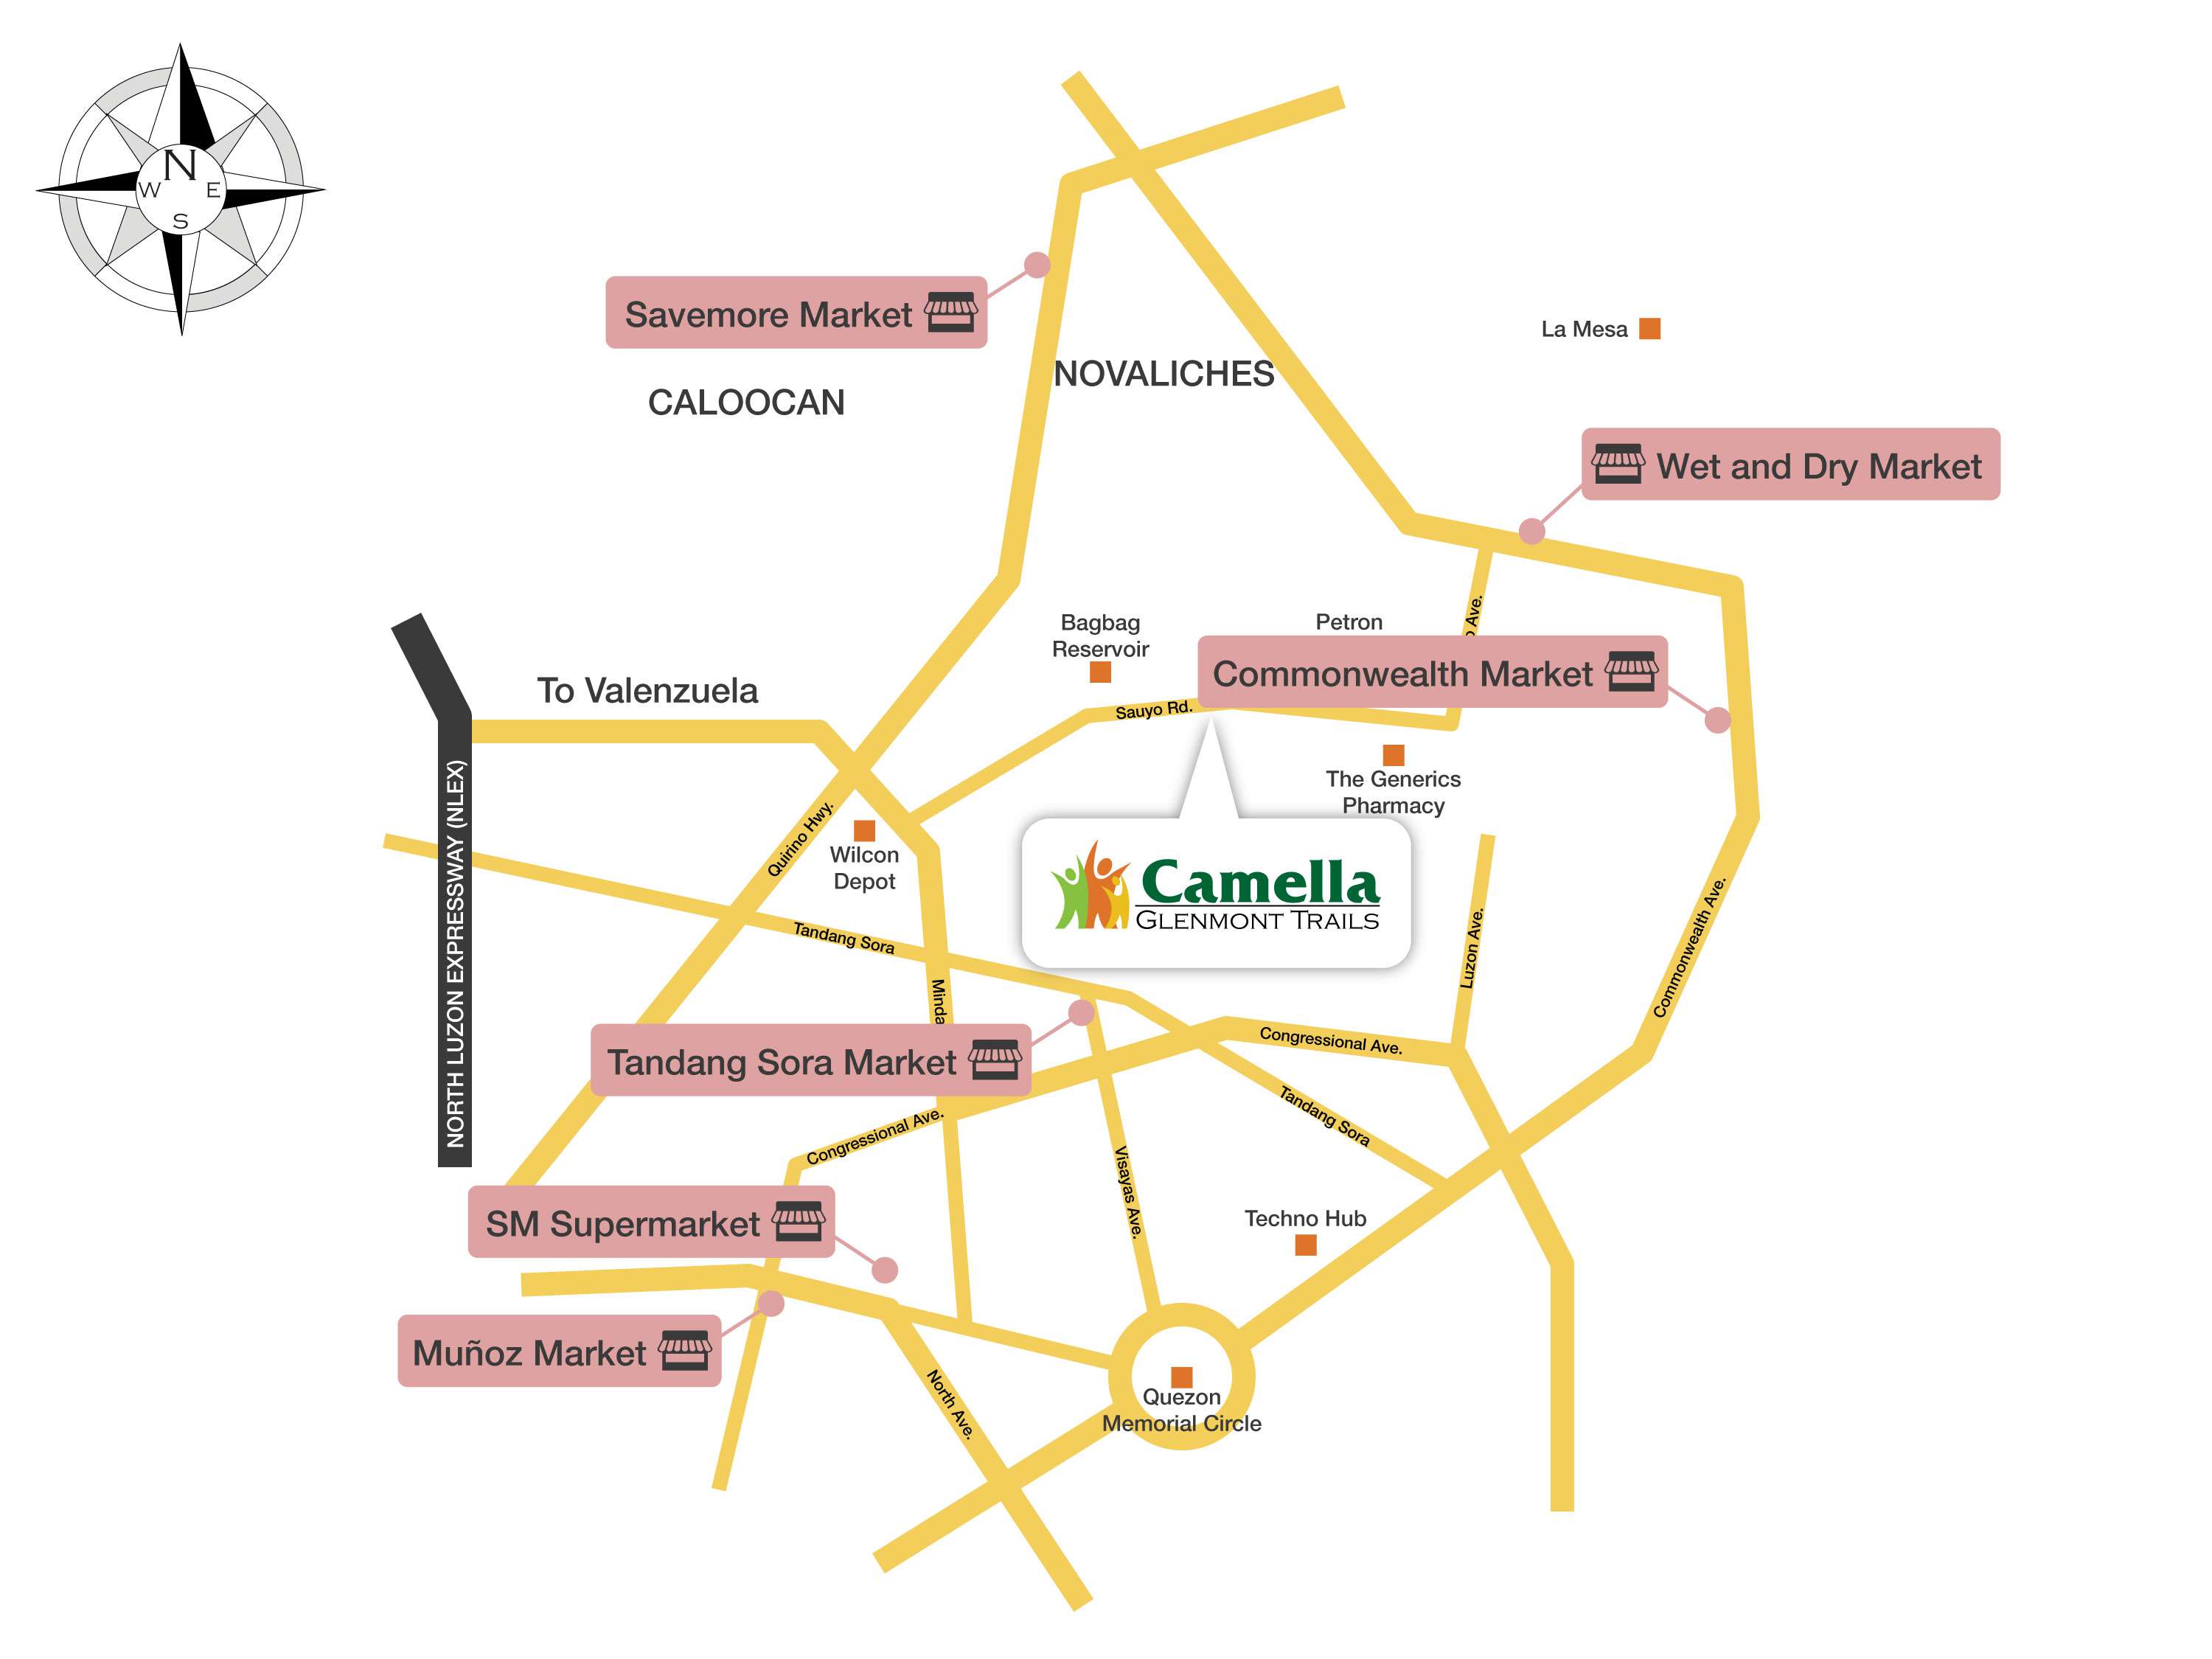 N
W E
S
Savemore Market
CALOOCAN
NOVALICHES
La Mesa
Wet and Dry Market
Bagbag
Reservoir
Petron
Ave.
Commonwealth Market
To Valenzuela
Sauyo Rd.
The Generics
Pharmacy
NORTH LUZON EXPRESSWAY (NLEX)
Quirino Hwy.
Wilcon
Depot
Camella
GLENMONT TRAILS
Tandang Sora
Luzon Ave.
Commonwealth Ave.
Minda
Tandang Sora Market
Congressional Ave.
Congressional Ave.
Tandang Sora
Visayas Ave.
SM Supermarket
Techno Hub
Muñoz Market
North Ave.
Quezon
Memorial Circle